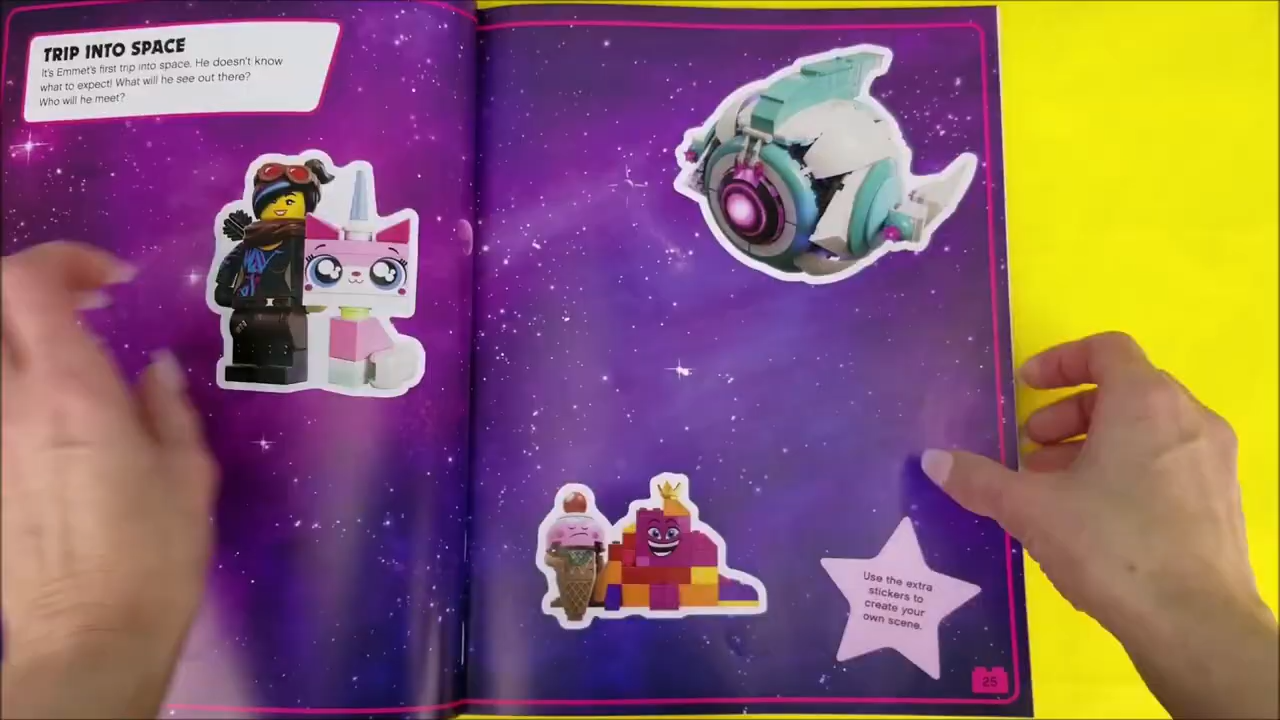 TRIP INTO SPACE
It's Emmet's first trip into space. He doesn't know
what to expect! What will he see out there?
Who will he meet?
Use the extra
stickers to
create your
own scene.
25